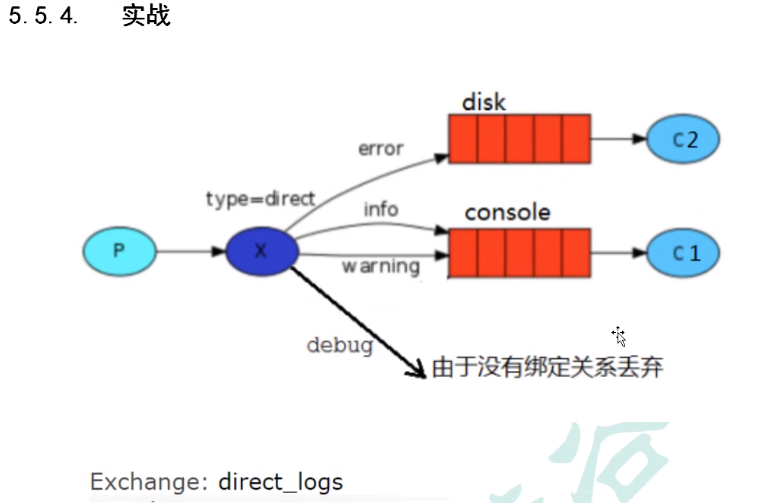 5.5.4. 实战
disk
error
C2
type=direct
info
console
P
X
warning
C1
debug
由于没有绑定关系丢弃
Exchange: direct_logs